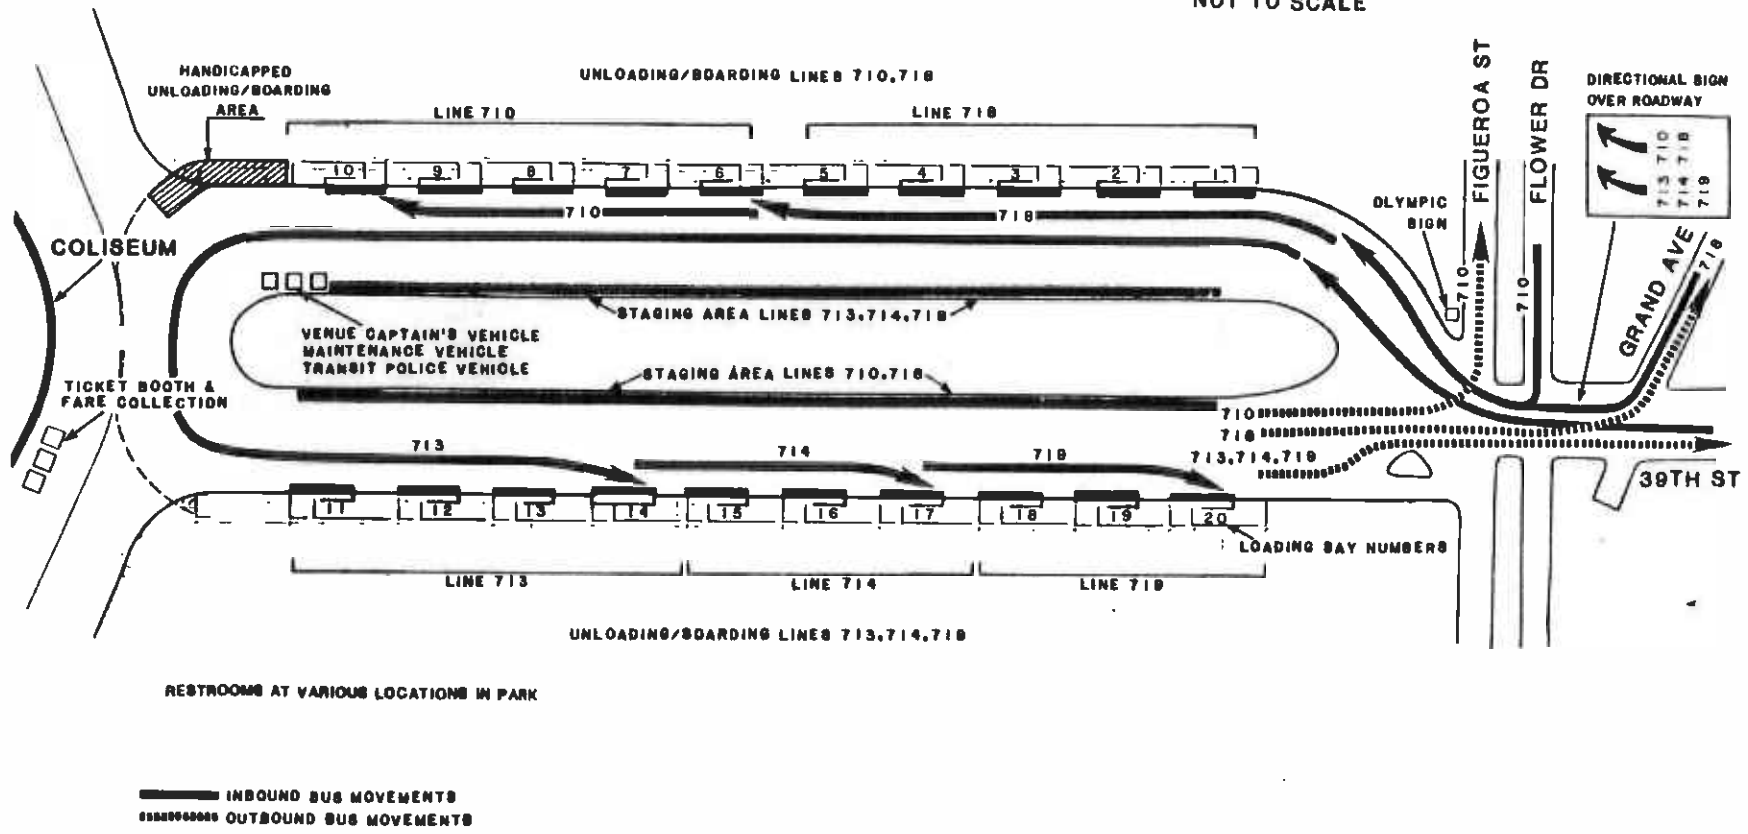 NOT TO SCALE
HANDICAPPED
UNLOADING/BOARDING
AREA
UNLOADING/BOARDING LINES 710,718
LINE 710
LINE 718
10 9 8 7 6 5 4 3 2 1
710
718
FIGUEROA ST
FLOWER DR
DIRECTIONAL SIGN
OVER ROADWAY
713 710
714 718
719
OLYMPIC
SIGN
710
710
GRAND AVE
718
COLISEUM
STAGING AREA LINES 713,714,719
VENUE CAPTAIN'S VEHICLE
MAINTENANCE VEHICLE
TRANSIT POLICE VEHICLE
STAGING AREA LINES 710,718
TICKET BOOTH &
FARE COLLECTION
710
718
713,714,719
713
714
719
39TH ST
11 12 13 14 15 16 17 18 19 20
LOADING BAY NUMBERS
LINE 713
LINE 714
LINE 719
UNLOADING/BOARDING LINES 713,714,719
RESTROOMS AT VARIOUS LOCATIONS IN PARK
INBOUND BUS MOVEMENTS
OUTBOUND BUS MOVEMENTS